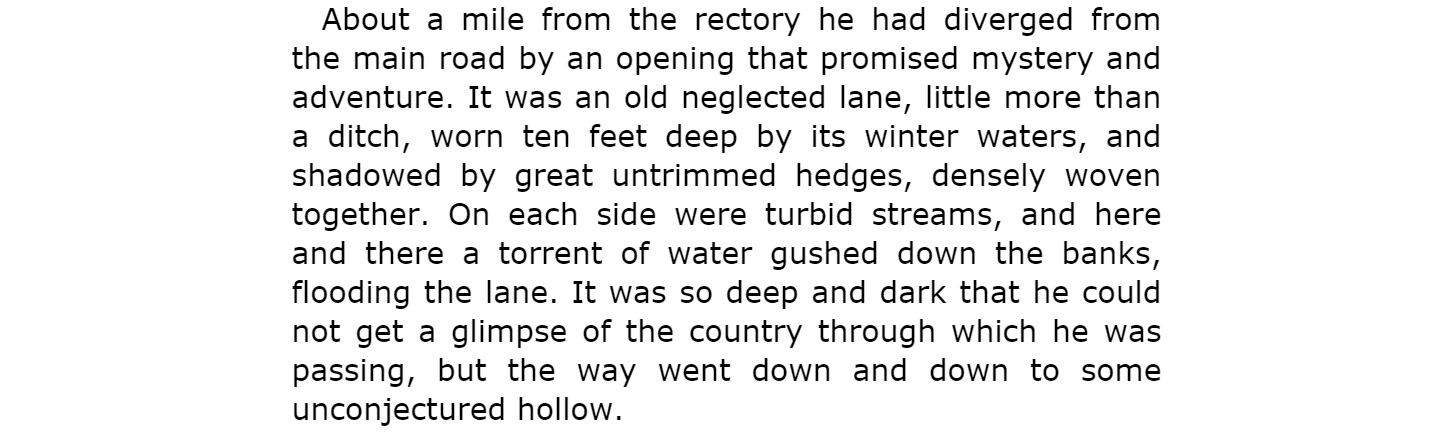 About a mile from the rectory he had diverged from
the main road by an opening that promised mystery and
adventure. It was an old neglected lane, little more than
a ditch, worn ten feet deep by its winter waters, and
shadowed by great untrimmed hedges, densely woven
together. On each side were turbid streams, and here
and there a torrent of water gushed down the banks,
flooding the lane. It was so deep and dark that he could
not get a glimpse of the country through which he was
passing, but the way went down and down to some
unconjectured hollow.